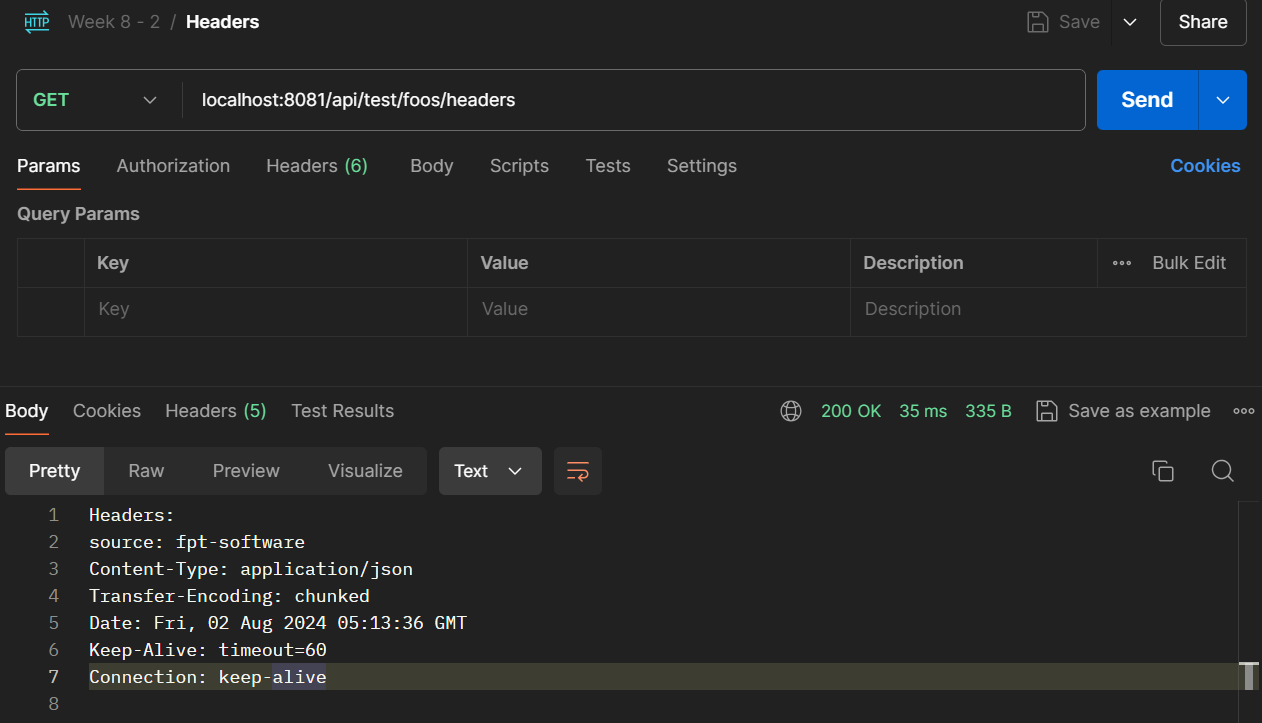 HTTP Week 8 - 2 / Headers Save Share
GET localhost:8081/api/test/foos/headers Send
Params Authorization Headers (6) Body Scripts Tests Settings Cookies
Query Params
Key Value Description Bulk Edit
Key Value Description
Body Cookies Headers (5) Test Results 200 OK 35 ms 335 B Save as example
Pretty Raw Preview Visualize Text
1 Headers:
2 source: fpt-software
3 Content-Type: application/json
4 Transfer-Encoding: chunked
5 Date: Fri, 02 Aug 2024 05:13:36 GMT
6 Keep-Alive: timeout=60
7 Connection: keep-alive
8